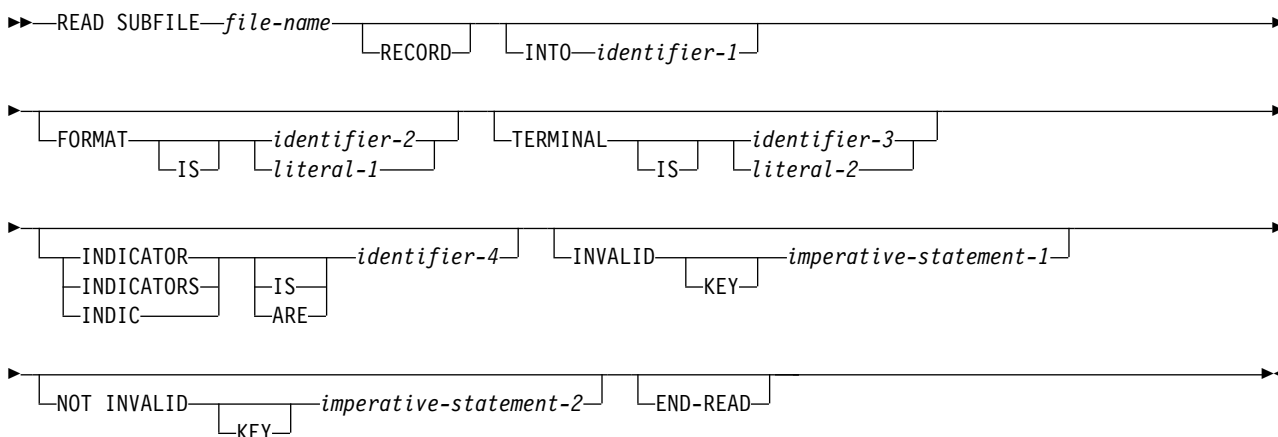 READ SUBFILE file-name
RECORD
INTO identifier-1
FORMAT
IS
identifier-2
literal-1
TERMINAL
IS
identifier-3
literal-2
INDICATOR
INDICATORS
INDIC
IS
ARE
identifier-4
INVALID
KEY
imperative-statement-1
NOT INVALID
KEY
imperative-statement-2
END-READ